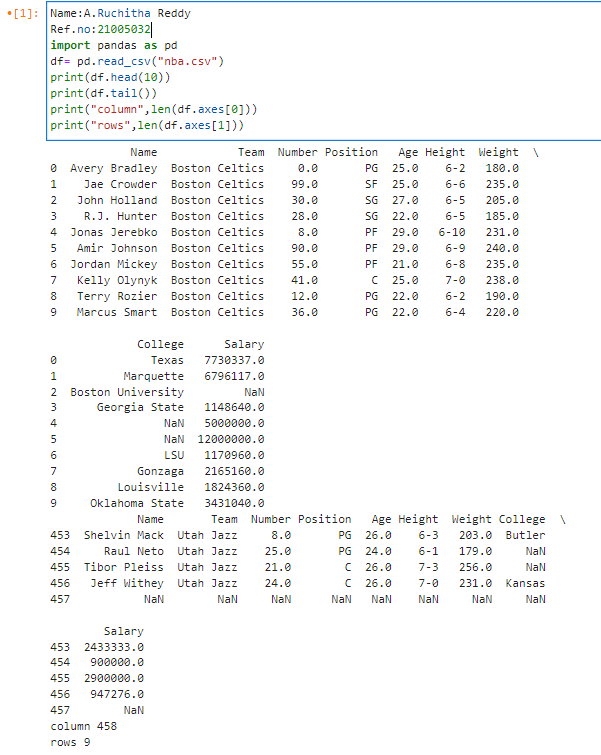 •[1]: Name:A.Ruchitha Reddy
Ref.no:21005032
import pandas as pd
df= pd.read_csv("nba.csv")
print(df.head(10))
print(df.tail())
print("column",len(df.axes[0]))
print("rows",len(df.axes[1]))
Name Team Number Position Age Height Weight \
0 Avery Bradley Boston Celtics 0.0 PG 25.0 6-2 180.0
1 Jae Crowder Boston Celtics 99.0 SF 25.0 6-6 235.0
2 John Holland Boston Celtics 30.0 SG 27.0 6-5 205.0
3 R.J. Hunter Boston Celtics 28.0 SG 22.0 6-5 185.0
4 Jonas Jerebko Boston Celtics 8.0 PF 29.0 6-10 231.0
5 Amir Johnson Boston Celtics 90.0 PF 29.0 6-9 240.0
6 Jordan Mickey Boston Celtics 55.0 PF 21.0 6-8 235.0
7 Kelly Olynyk Boston Celtics 41.0 C 25.0 7-0 238.0
8 Terry Rozier Boston Celtics 12.0 PG 22.0 6-2 190.0
9 Marcus Smart Boston Celtics 36.0 PG 22.0 6-4 220.0
College Salary
0 Texas 7730337.0
1 Marquette 6796117.0
2 Boston University NaN
3 Georgia State 1148640.0
4 NaN 5000000.0
5 NaN 12000000.0
6 LSU 1170960.0
7 Gonzaga 2165160.0
8 Louisville 1824360.0
9 Oklahoma State 3431040.0
Name Team Number Position Age Height Weight College \
453 Shelvin Mack Utah Jazz 8.0 PG 26.0 6-3 203.0 Butler
454 Raul Neto Utah Jazz 25.0 PG 24.0 6-1 179.0 NaN
455 Tibor Pleiss Utah Jazz 21.0 C 26.0 7-3 256.0 NaN
456 Jeff Withey Utah Jazz 24.0 C 26.0 7-0 231.0 Kansas
457 NaN NaN NaN NaN NaN NaN NaN NaN
Salary
453 2433333.0
454 900000.0
455 2900000.0
456 947276.0
457 NaN
column 458
rows 9